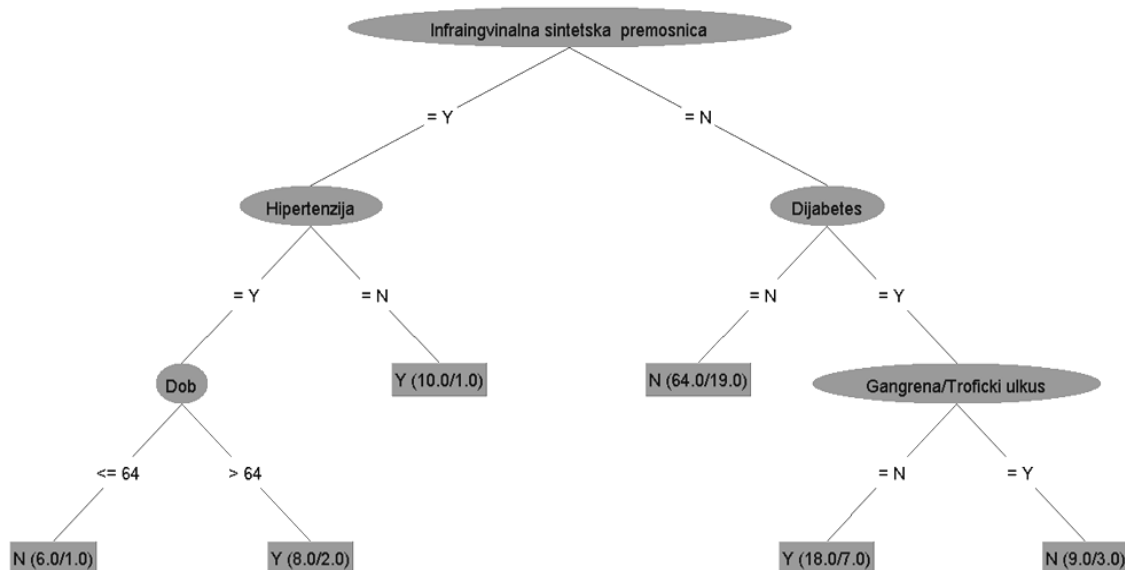 Infraingvinalna sintetska premosnica
= Y
= N
Hipertenzija
Dijabetes
= Y
= N
= N
= Y
Dob
Y (10.0/1.0)
N (64.0/19.0)
Gangrena/Troficki ulkus
<= 64
> 64
= N
= Y
N (6.0/1.0)
Y (8.0/2.0)
Y (18.0/7.0)
N (9.0/3.0)